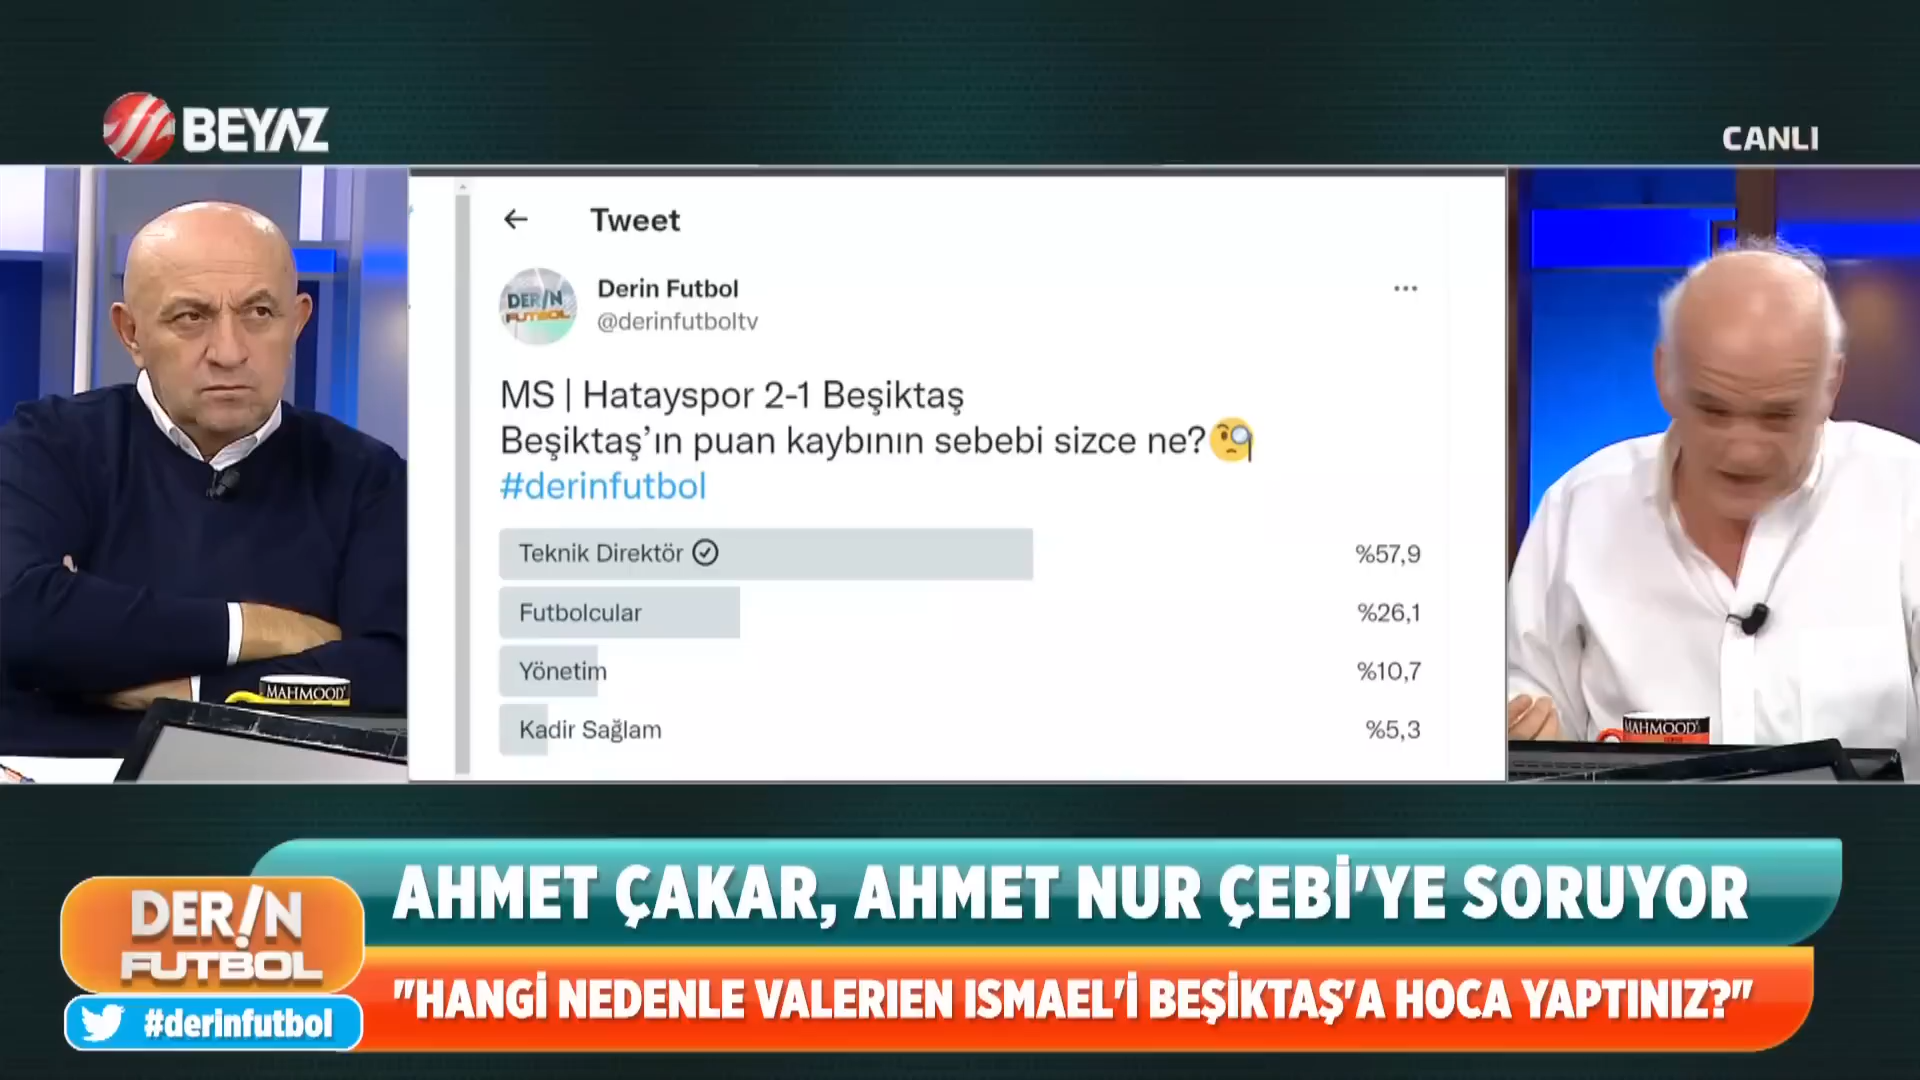 BEYAZ
CANLI
Tweet
Derin Futbol
@derinfutboltv
DERİN
FUTBOL
MS | Hatayspor 2-1 Beşiktaş
Beşiktaş’ın puan kaybının sebebi sizce ne?🧐
#derinfutbol
Teknik Direktör %57,9
Futbolcular %26,1
Yönetim %10,7
Kadir Sağlam %5,3
MAHMOOD
MAHMOOD
AHMET ÇAKAR, AHMET NUR ÇEBİ'YE SORUYOR
DER!N
FUTBOL
"HANGİ NEDENLE VALERIEN ISMAEL'İ BEŞİKTAŞ'A HOCA YAPTINIZ?"
#derinfutbol